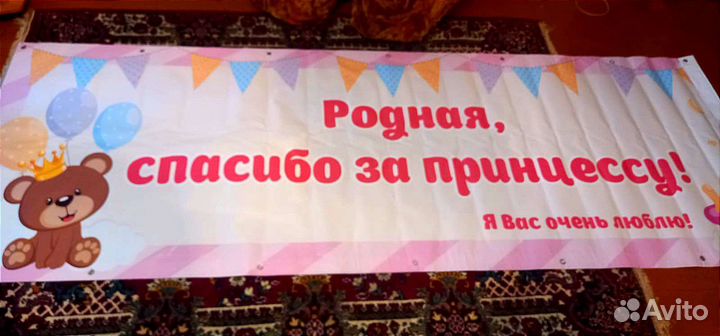 Родная,
спасибо за принцессу!
Я Вас очень люблю!
Avito